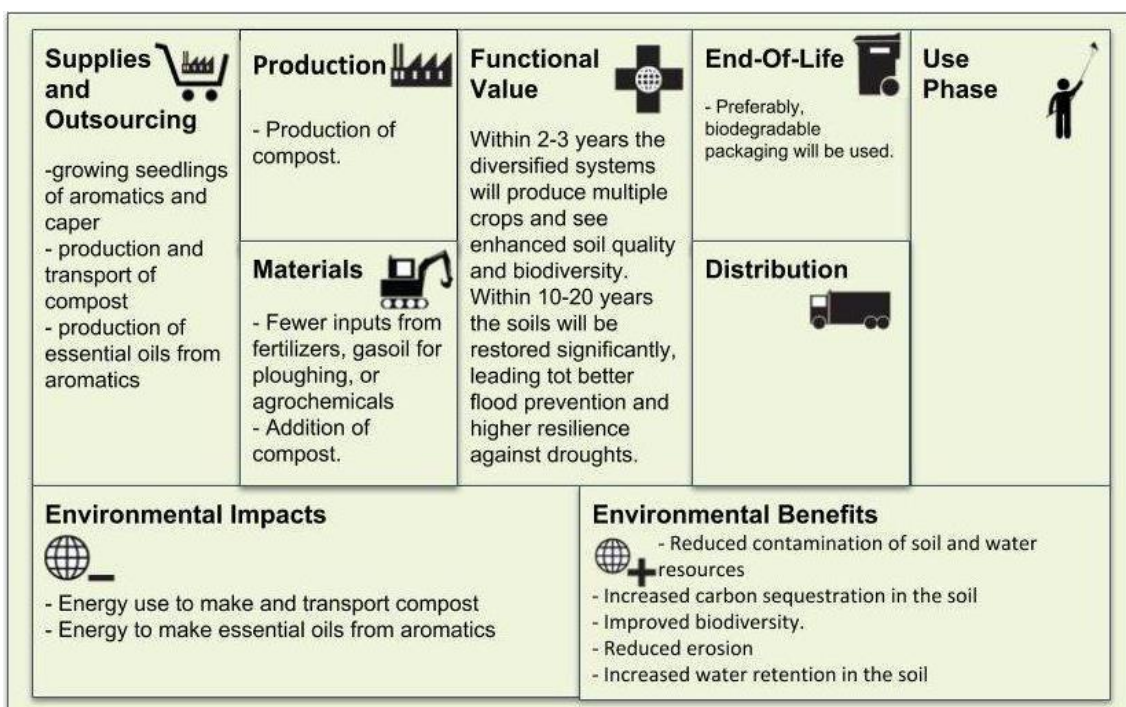 Supplies
and
Outsourcing
-growing seedlings
of aromatics and
caper
- production and
transport of
compost
- production of
essential oils from
aromatics
Production
- Production of
compost.
Materials
- Fewer inputs from
fertilizers, gasoil for
ploughing, or
agrochemicals
- Addition of
compost.
Functional
Value
Within 2-3 years the
diversified systems
will produce multiple
crops and see
enhanced soil quality
and biodiversity.
Within 10-20 years
the soils will be
restored significantly,
leading tot better
flood prevention and
higher resilience
against droughts.
End-Of-Life
- Preferably,
biodegradable
packaging will be used.
Distribution
Use
Phase
Environmental Impacts
- Energy use to make and transport compost
- Energy to make essential oils from aromatics
Environmental Benefits
- Reduced contamination of soil and water
resources
- Increased carbon sequestration in the soil
- Improved biodiversity.
- Reduced erosion
- Increased water retention in the soil